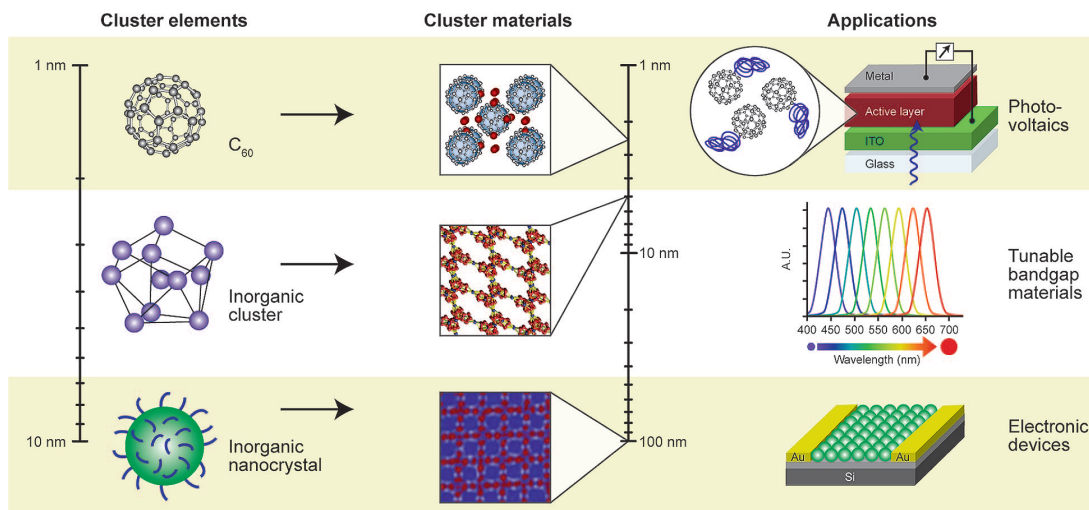 Cluster elements
Cluster materials
Applications
1 nm
C60
1 nm
Metal
Active layer
ITO
Glass
Photo-
voltaics
Inorganic
cluster
10 nm
A.U.
400 450 500 550 600 650 700
Wavelength (nm)
Tunable
bandgap
materials
10 nm
Inorganic
nanocrystal
100 nm
Au
Au
Si
Electronic
devices